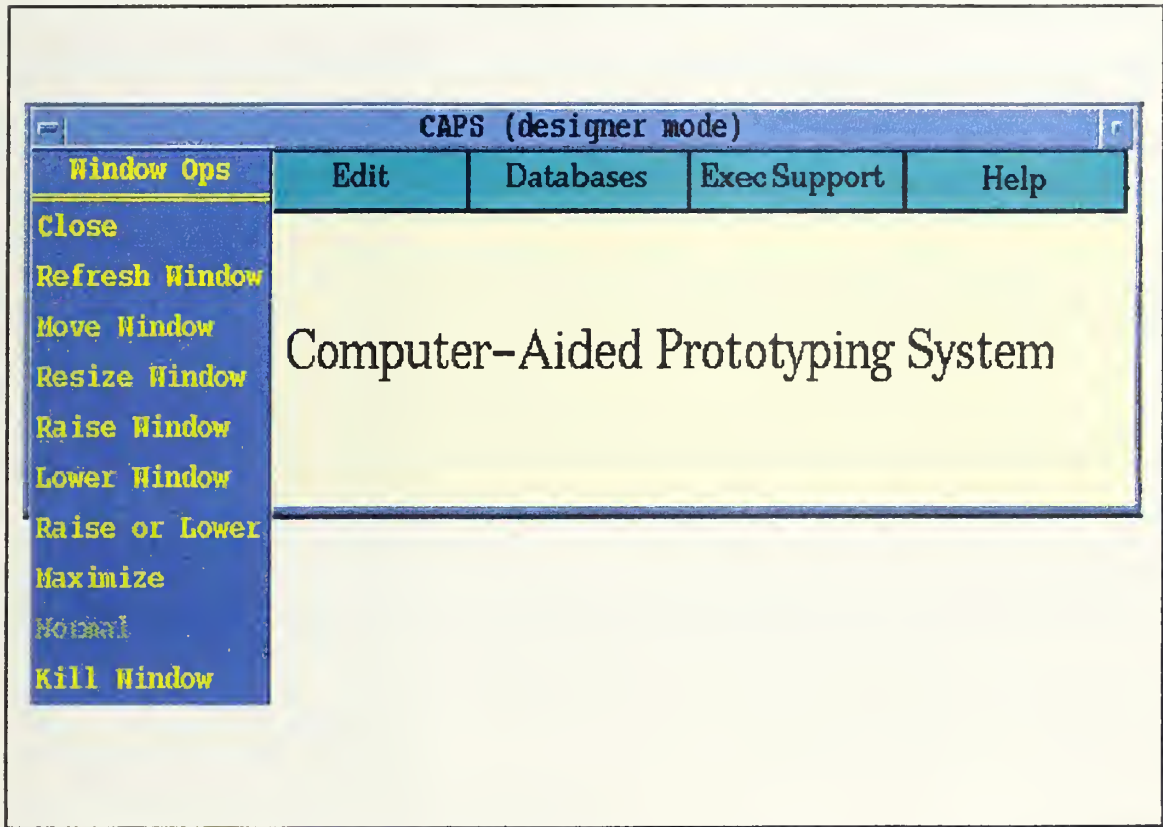 CAPS (designer mode)
Window Ops
Edit Databases Exec Support Help
Close
Refresh Window
Move Window
Resize Window
Raise Window
Lower Window
Raise or Lower
Maximize
Normal
Kill Window
Computer-Aided Prototyping System